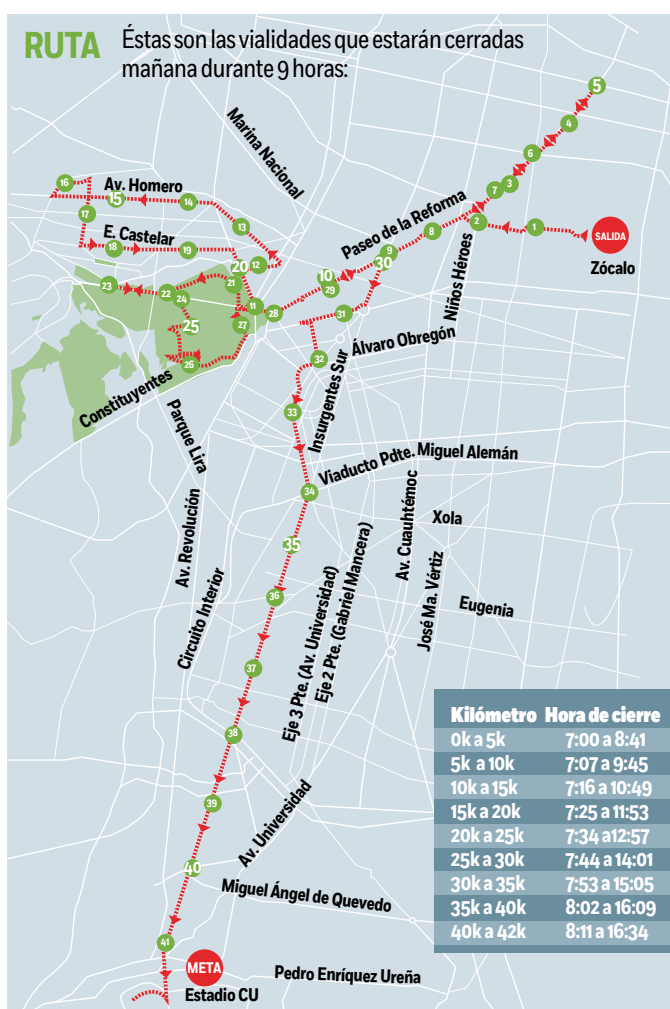 RUTA
Éstas son las vialidades que estarán cerradas
mañana durante 9 horas:
5
4
6
Marina Nacional
16
Av. Homero
15
14
7
3
17
Paseo de la Reforma
13
8
2
1
SALIDA
E. Castelar
18
19
9
Zócalo
20
12
30
Niños Héroes
23
21
10
22
24
29
11
28
31
25
27
Álvaro Obregón
26
32
Insurgentes Sur
Constituyentes
33
Parque Lira
Viaducto Pdte. Miguel Alemán
34
Av. Revolución
Av. Cuauhtémoc
Xola
35
Circuito Interior
José Ma. Vértiz
36
Eugenia
Eje 3 Pte. (Av. Universidad)
Eje 2 Pte. (Gabriel Mancera)
37
38
39
Av. Universidad
40
Miguel Ángel de Quevedo
41
META
Pedro Enríquez Ureña
Estadio CU
Kilómetro Hora de cierre
0k a 5k 7:00 a 8:41
5k a 10k 7:07 a 9:45
10k a 15k 7:16 a 10:49
15k a 20k 7:25 a 11:53
20k a 25k 7:34 a12:57
25k a 30k 7:44 a 14:01
30k a 35k 7:53 a 15:05
35k a 40k 8:02 a 16:09
40k a 42k 8:11 a 16:34